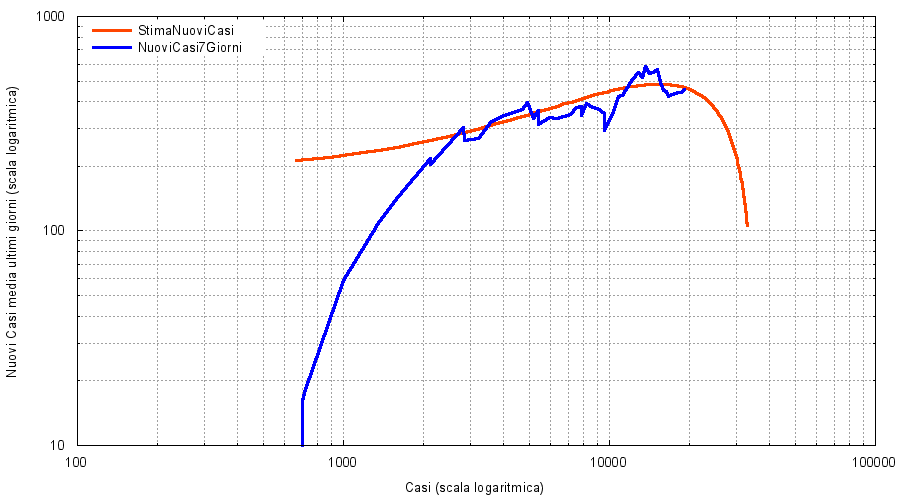 1000
StimaNuoviCasi
NuoviCasi7Giorni
100
10
Nuovi Casi media ultimi giorni (scala logaritmica)
100
1000
10000
100000
Casi (scala logaritmica)